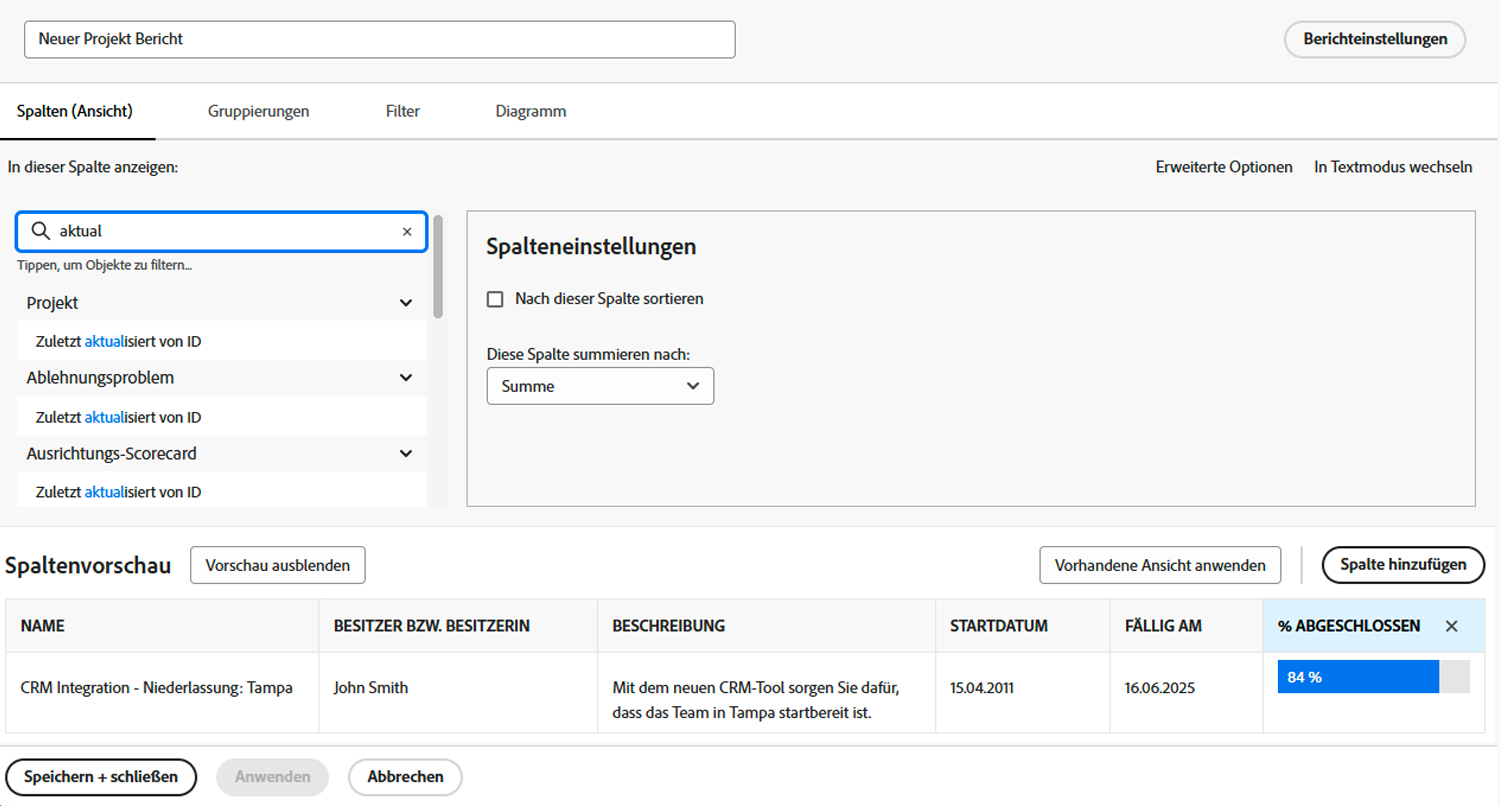 Neuer Projekt Bericht
Berichteinstellungen
Spalten (Ansicht)
Gruppierungen
Filter
Diagramm
In dieser Spalte anzeigen:
Erweiterte Optionen
In Textmodus wechseln
aktual
Tippen, um Objekte zu filtern...
Projekt
Zuletzt aktualisiert von ID
Ablehnungsproblem
Zuletzt aktualisiert von ID
Ausrichtungs-Scorecard
Zuletzt aktualisiert von ID
Spalteneinstellungen
Nach dieser Spalte sortieren
Diese Spalte summieren nach:
Summe
Spaltenvorschau
Vorschau ausblenden
Vorhandene Ansicht anwenden
Spalte hinzufügen
NAME
BESITZER BZW. BESITZERIN
BESCHREIBUNG
STARTDATUM
FÄLLIG AM
% ABGESCHLOSSEN
CRM Integration - Niederlassung: Tampa
John Smith
Mit dem neuen CRM-Tool sorgen Sie dafür,
dass das Team in Tampa startbereit ist.
15.04.2011
16.06.2025
84 %
Speichern + schließen
Anwenden
Abbrechen